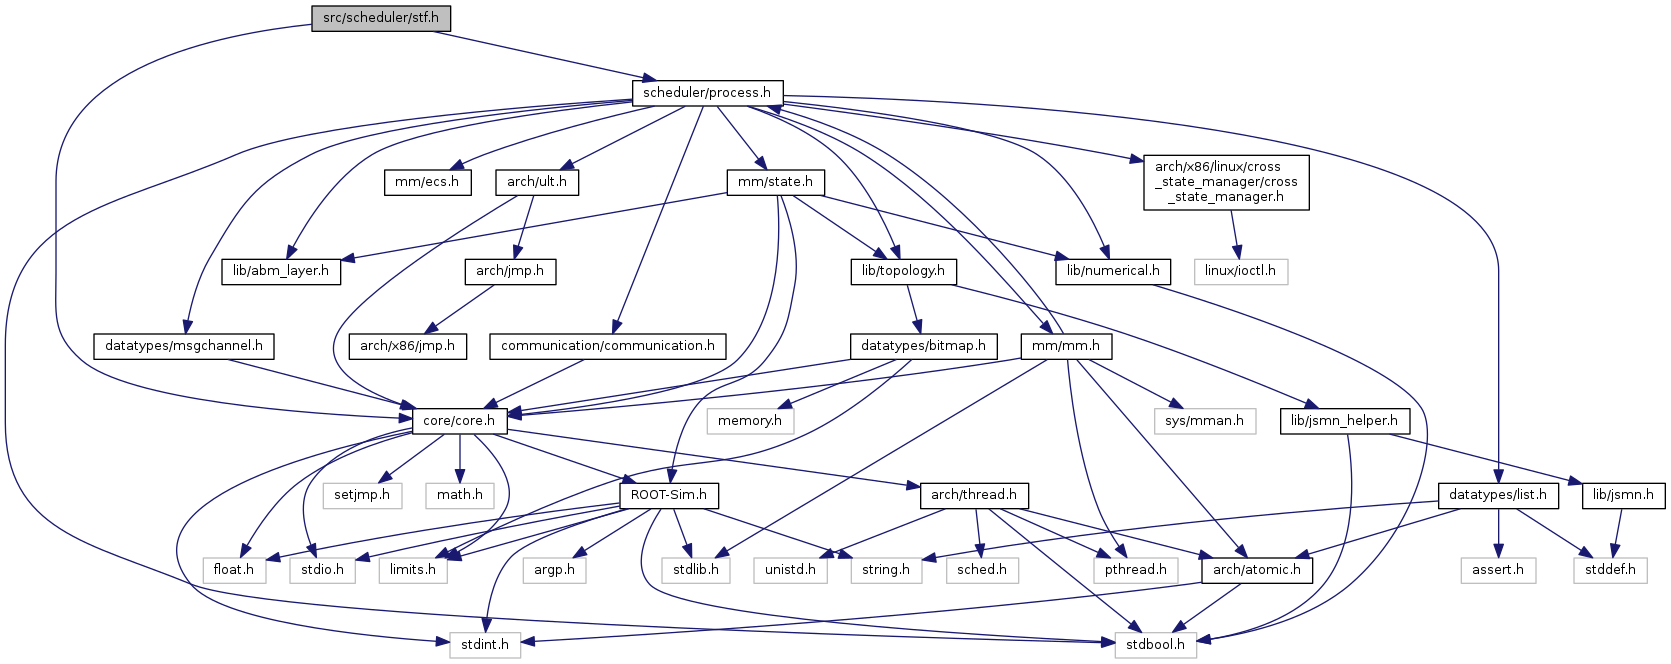 src/scheduler/stf.h
scheduler/process.h
mm/ecs.h
arch/ult.h
mm/state.h
arch/x86/linux/cross
_state_manager/cross
_state_manager.h
lib/abm_layer.h
arch/jmp.h
lib/topology.h
lib/numerical.h
linux/ioctl.h
datatypes/msgchannel.h
arch/x86/jmp.h
communication/communication.h
datatypes/bitmap.h
mm/mm.h
core/core.h
memory.h
sys/mman.h
lib/jsmn_helper.h
setjmp.h
math.h
ROOT-Sim.h
arch/thread.h
datatypes/list.h
lib/jsmn.h
float.h
stdio.h
limits.h
argp.h
stdlib.h
unistd.h
string.h
sched.h
pthread.h
arch/atomic.h
assert.h
stddef.h
stdint.h
stdbool.h